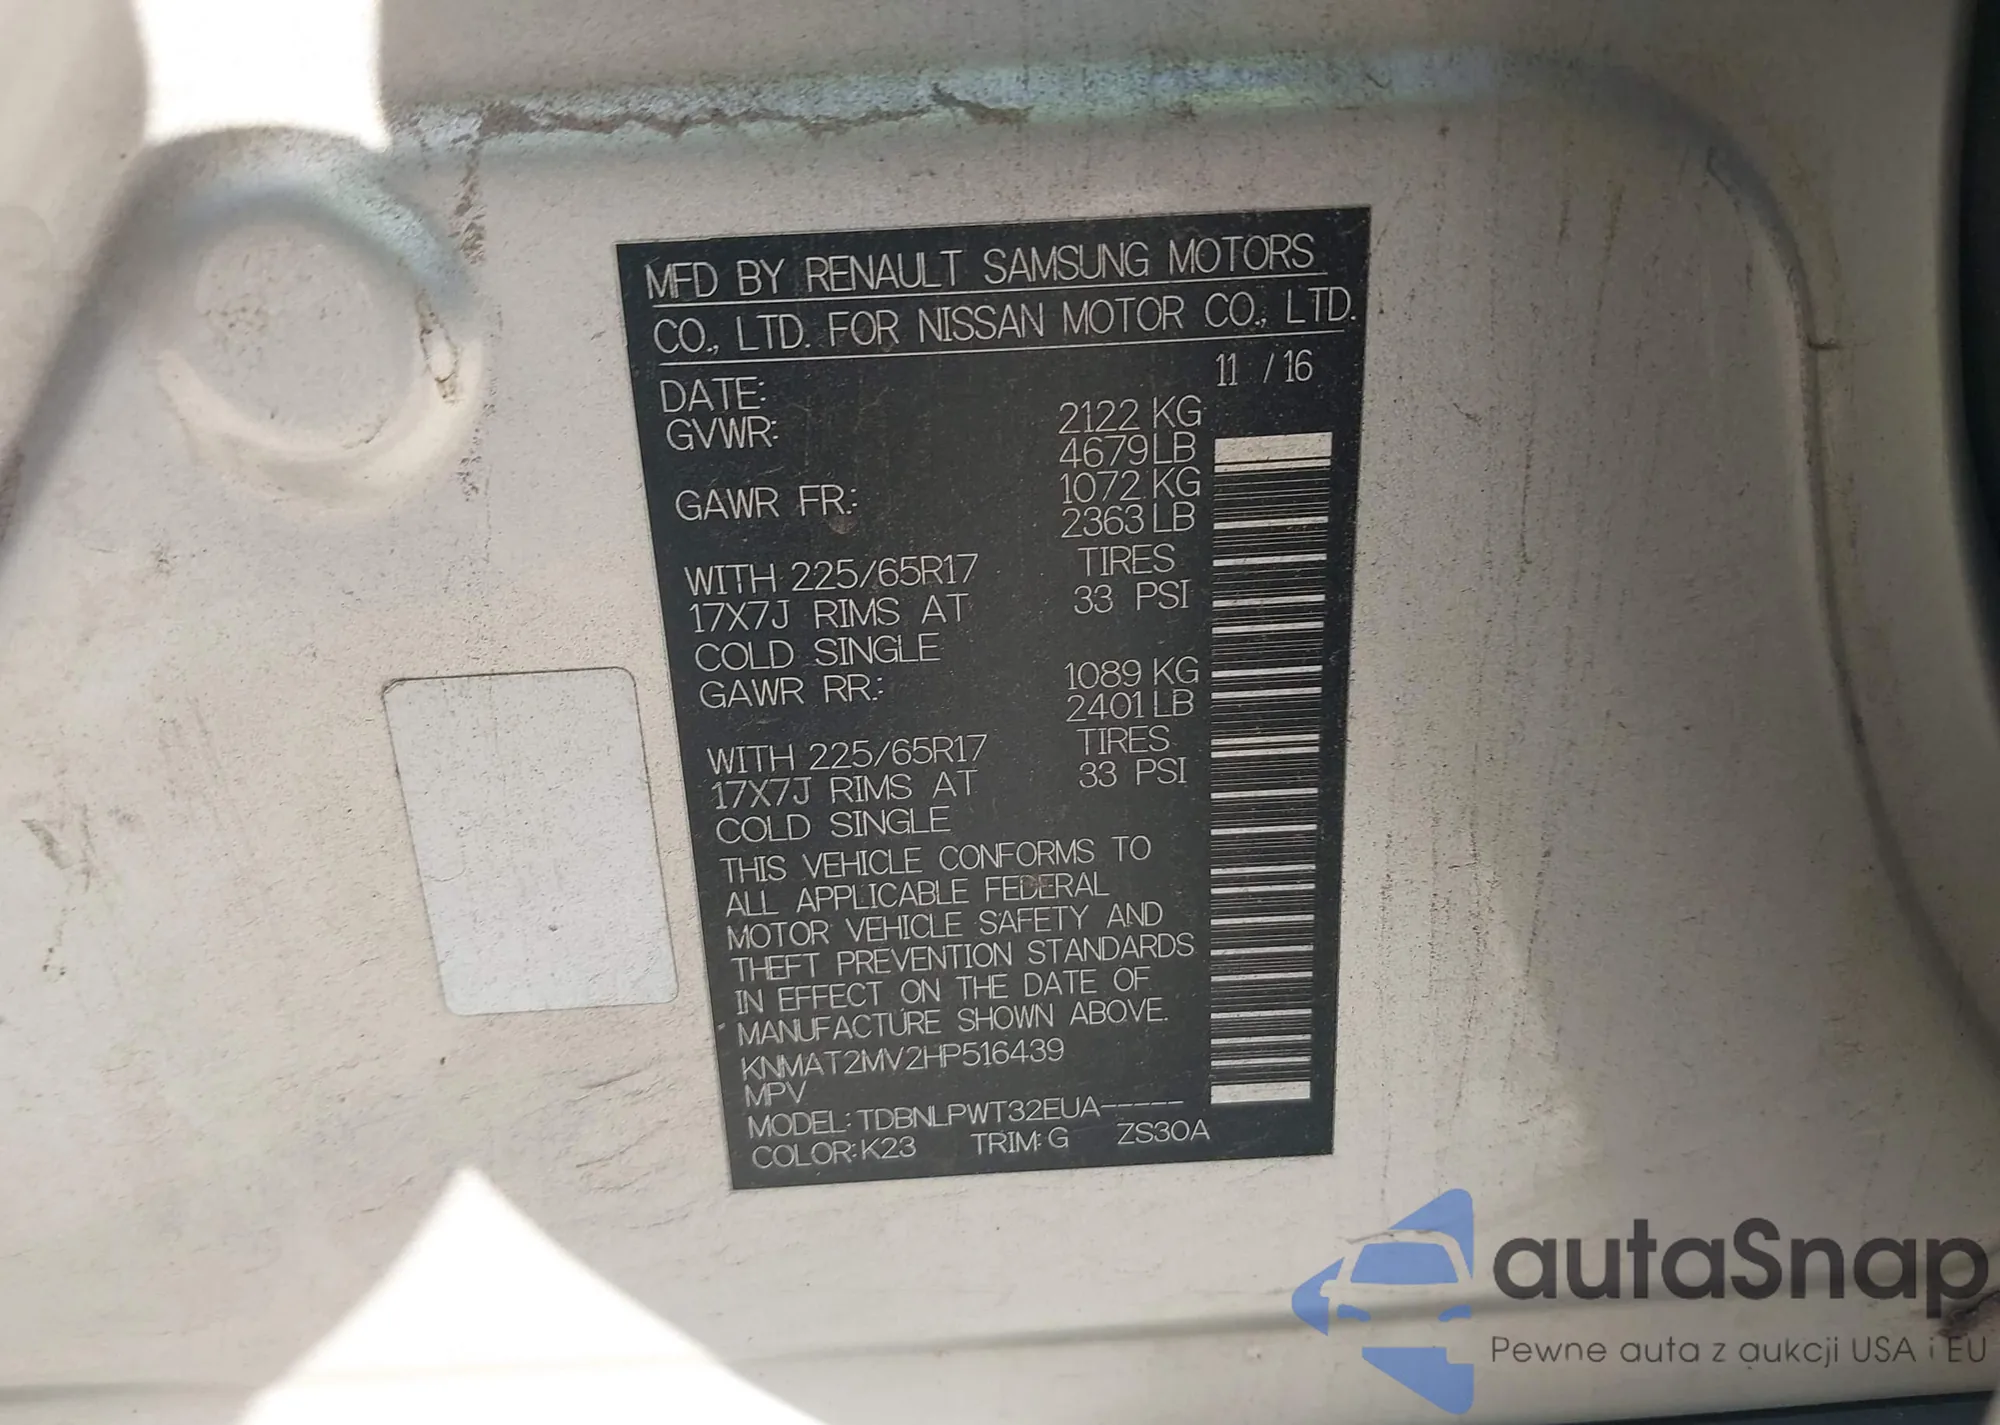 MFD BY RENAULT SAMSUNG MOTORS
CO., LTD. FOR NISSAN MOTOR CO., LTD.
DATE: 11 / 16
GVWR: 2122 KG
4679 LB
GAWR FR.: 1072 KG
2363 LB
WITH 225/65R17 TIRES
17X7J RIMS AT 33 PSI
COLD SINGLE
GAWR RR.: 1089 KG
2401 LB
WITH 225/65R17 TIRES
17X7J RIMS AT 33 PSI
COLD SINGLE
THIS VEHICLE CONFORMS TO
ALL APPLICABLE FEDERAL
MOTOR VEHICLE SAFETY AND
THEFT PREVENTION STANDARDS
IN EFFECT ON THE DATE OF
MANUFACTURE SHOWN ABOVE.
KNMAT2MV2HP516439
MPV
MODEL: TDBNLPWT32EUA-----
COLOR: K23 TRIM: G ZS30A
autaSnap
Pewne auta z aukcji USA i EU